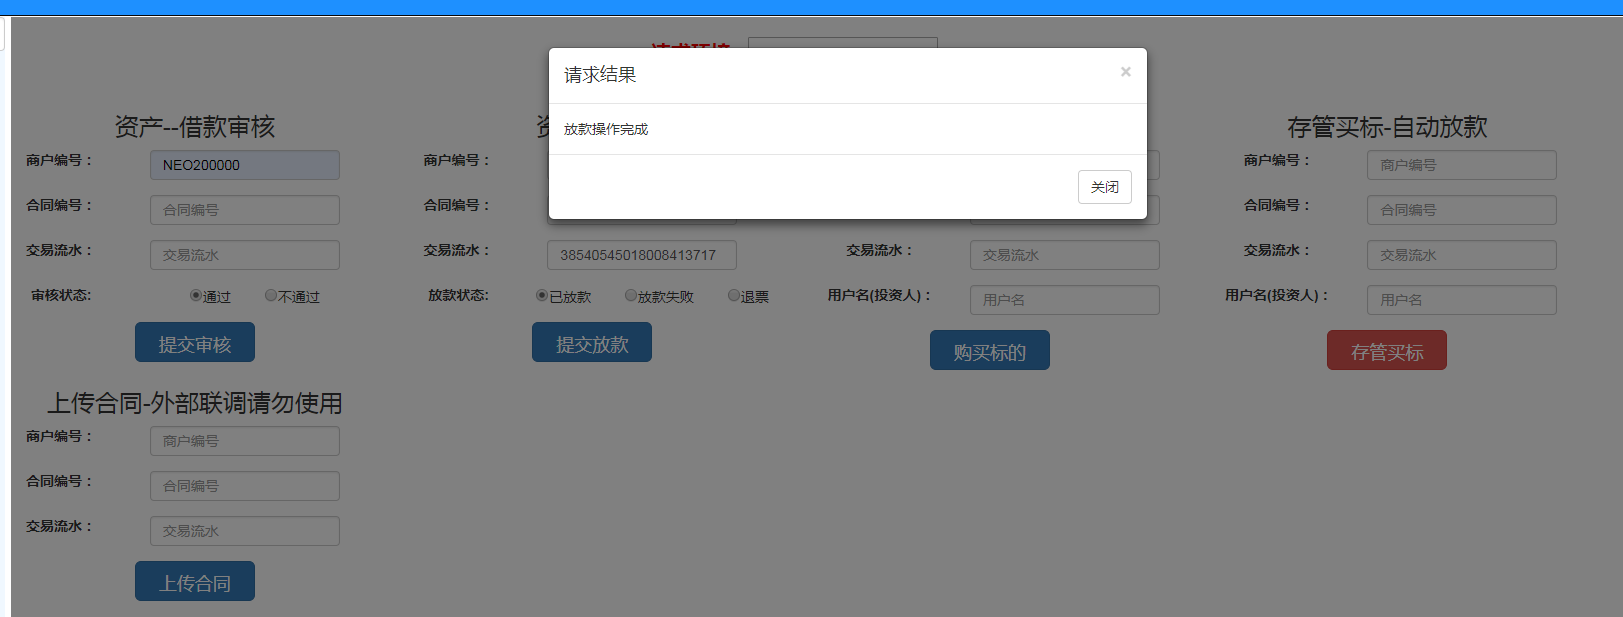 请求结果
×
放款操作完成
关闭
资产--借款审核
商户编号：
NEO200000
合同编号：
合同编号
交易流水：
交易流水
审核状态:
通过
不通过
提交审核
商户编号：
合同编号：
交易流水：
38540545018008413717
放款状态:
已放款
放款失败
退票
提交放款
交易流水：
交易流水
用户名(投资人)：
用户名
购买标的
存管买标-自动放款
商户编号：
商户编号
合同编号：
合同编号
交易流水：
交易流水
用户名(投资人)：
用户名
存管买标
上传合同-外部联调请勿使用
商户编号：
商户编号
合同编号：
合同编号
交易流水：
交易流水
上传合同